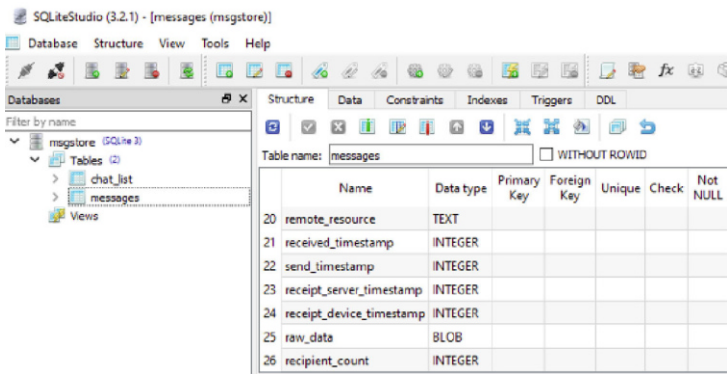 SQLiteStudio (3.2.1) - [messages (msgstore)]
Database Structure View Tools Help
Databases
Filter by name
msgstore (SQLite 3)
Tables (2)
chat_list
messages
Views
Structure Data Constraints Indexes Triggers DDL
Table name: messages WITHOUT ROWID
Name Data type Primary Key Foreign Key Unique Check Not NULL
20 remote_resource TEXT
21 received_timestamp INTEGER
22 send_timestamp INTEGER
23 receipt_server_timestamp INTEGER
24 receipt_device_timestamp INTEGER
25 raw_data BLOB
26 recipient_count INTEGER